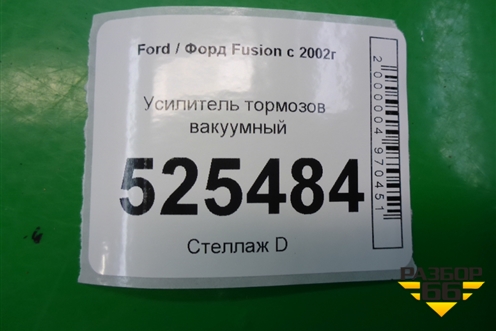 Ford / Форд Fusion с 2002г
Усилитель тормозов
вакуумный
525484
Стеллаж D
2000004970451
РАЗБОР
66